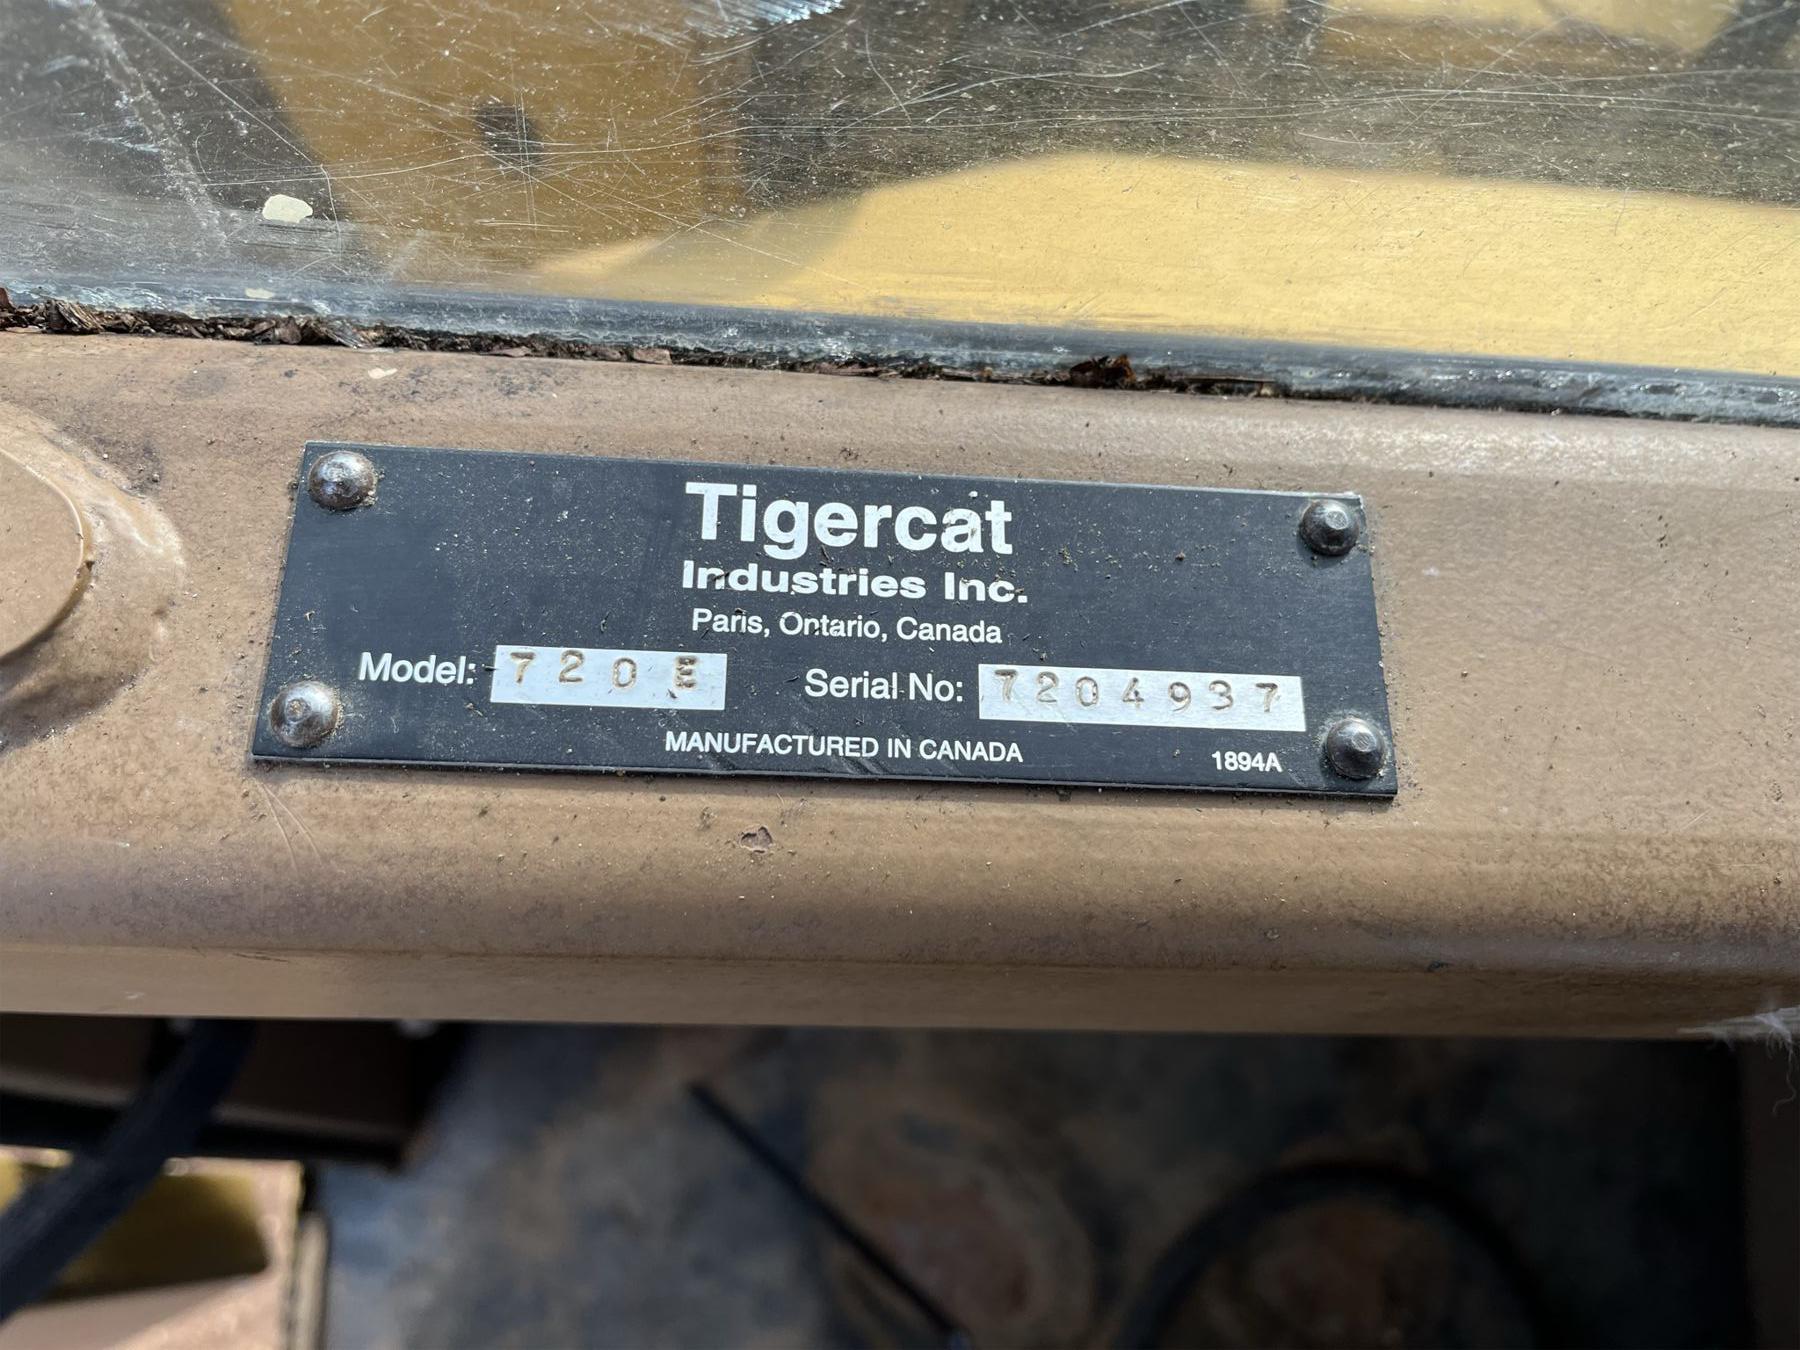 Tigercat
Industries Inc.
Paris, Ontario, Canada
Model: 720E Serial No: 7204937
MANUFACTURED IN CANADA 1894A